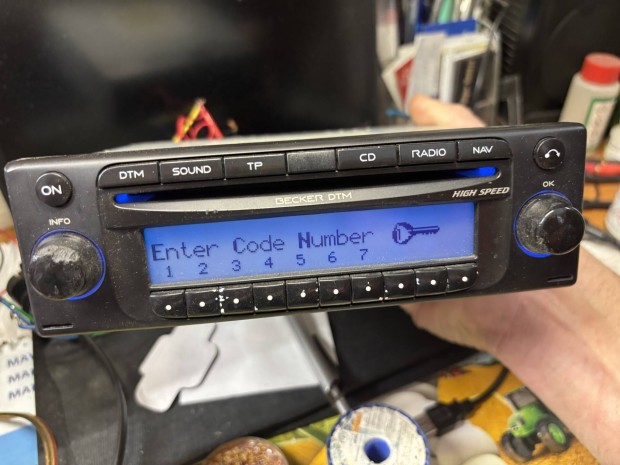 DTM SOUND TP CD RADIO NAV
ON
INFO
BECKER DTM
HIGH SPEED
OK
Enter Code Number
1 2 3 4 5 6 7